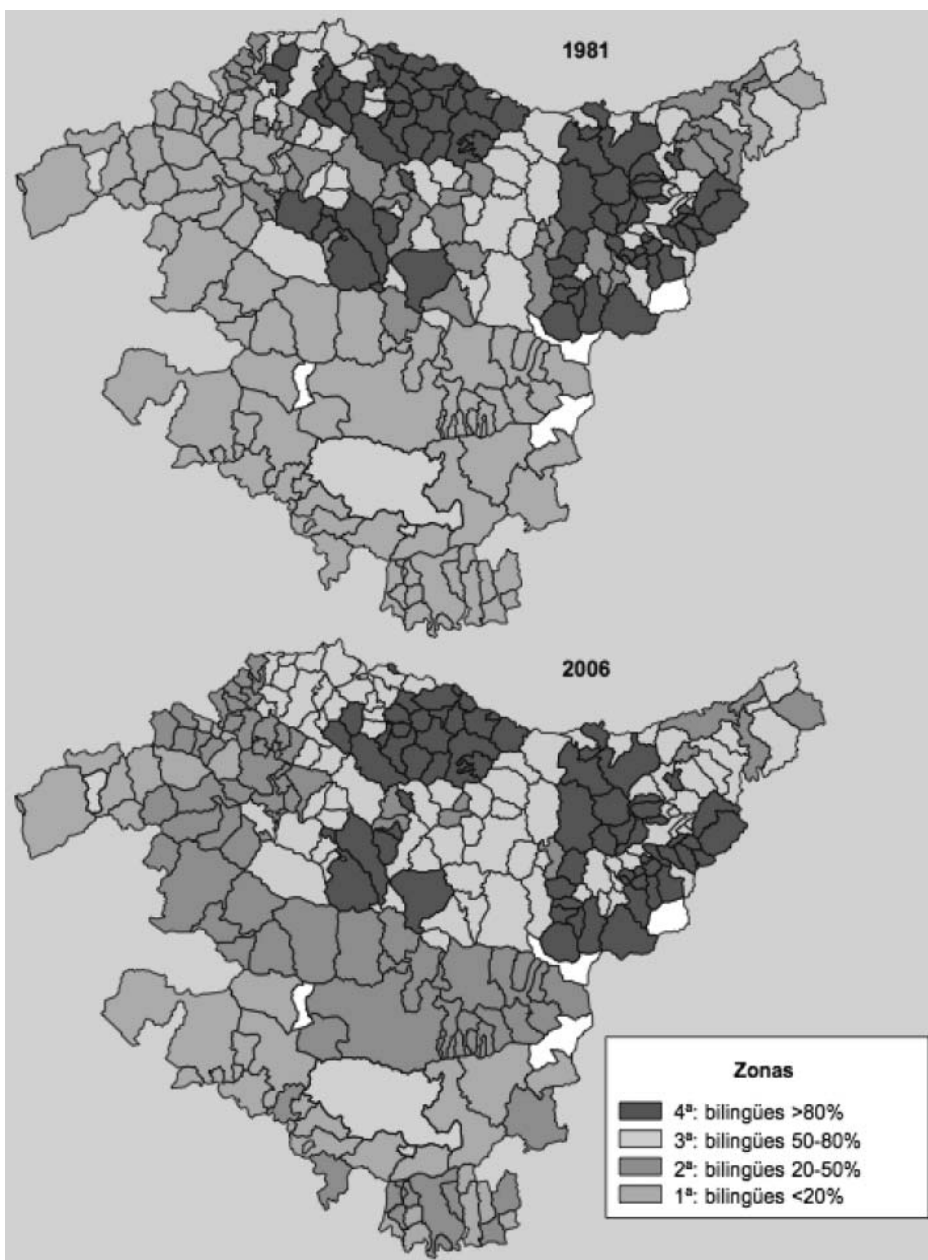 1981
2006
Zonas
4ª: bilingües >80%
3ª: bilingües 50-80%
2ª: bilingües 20-50%
1ª: bilingües <20%